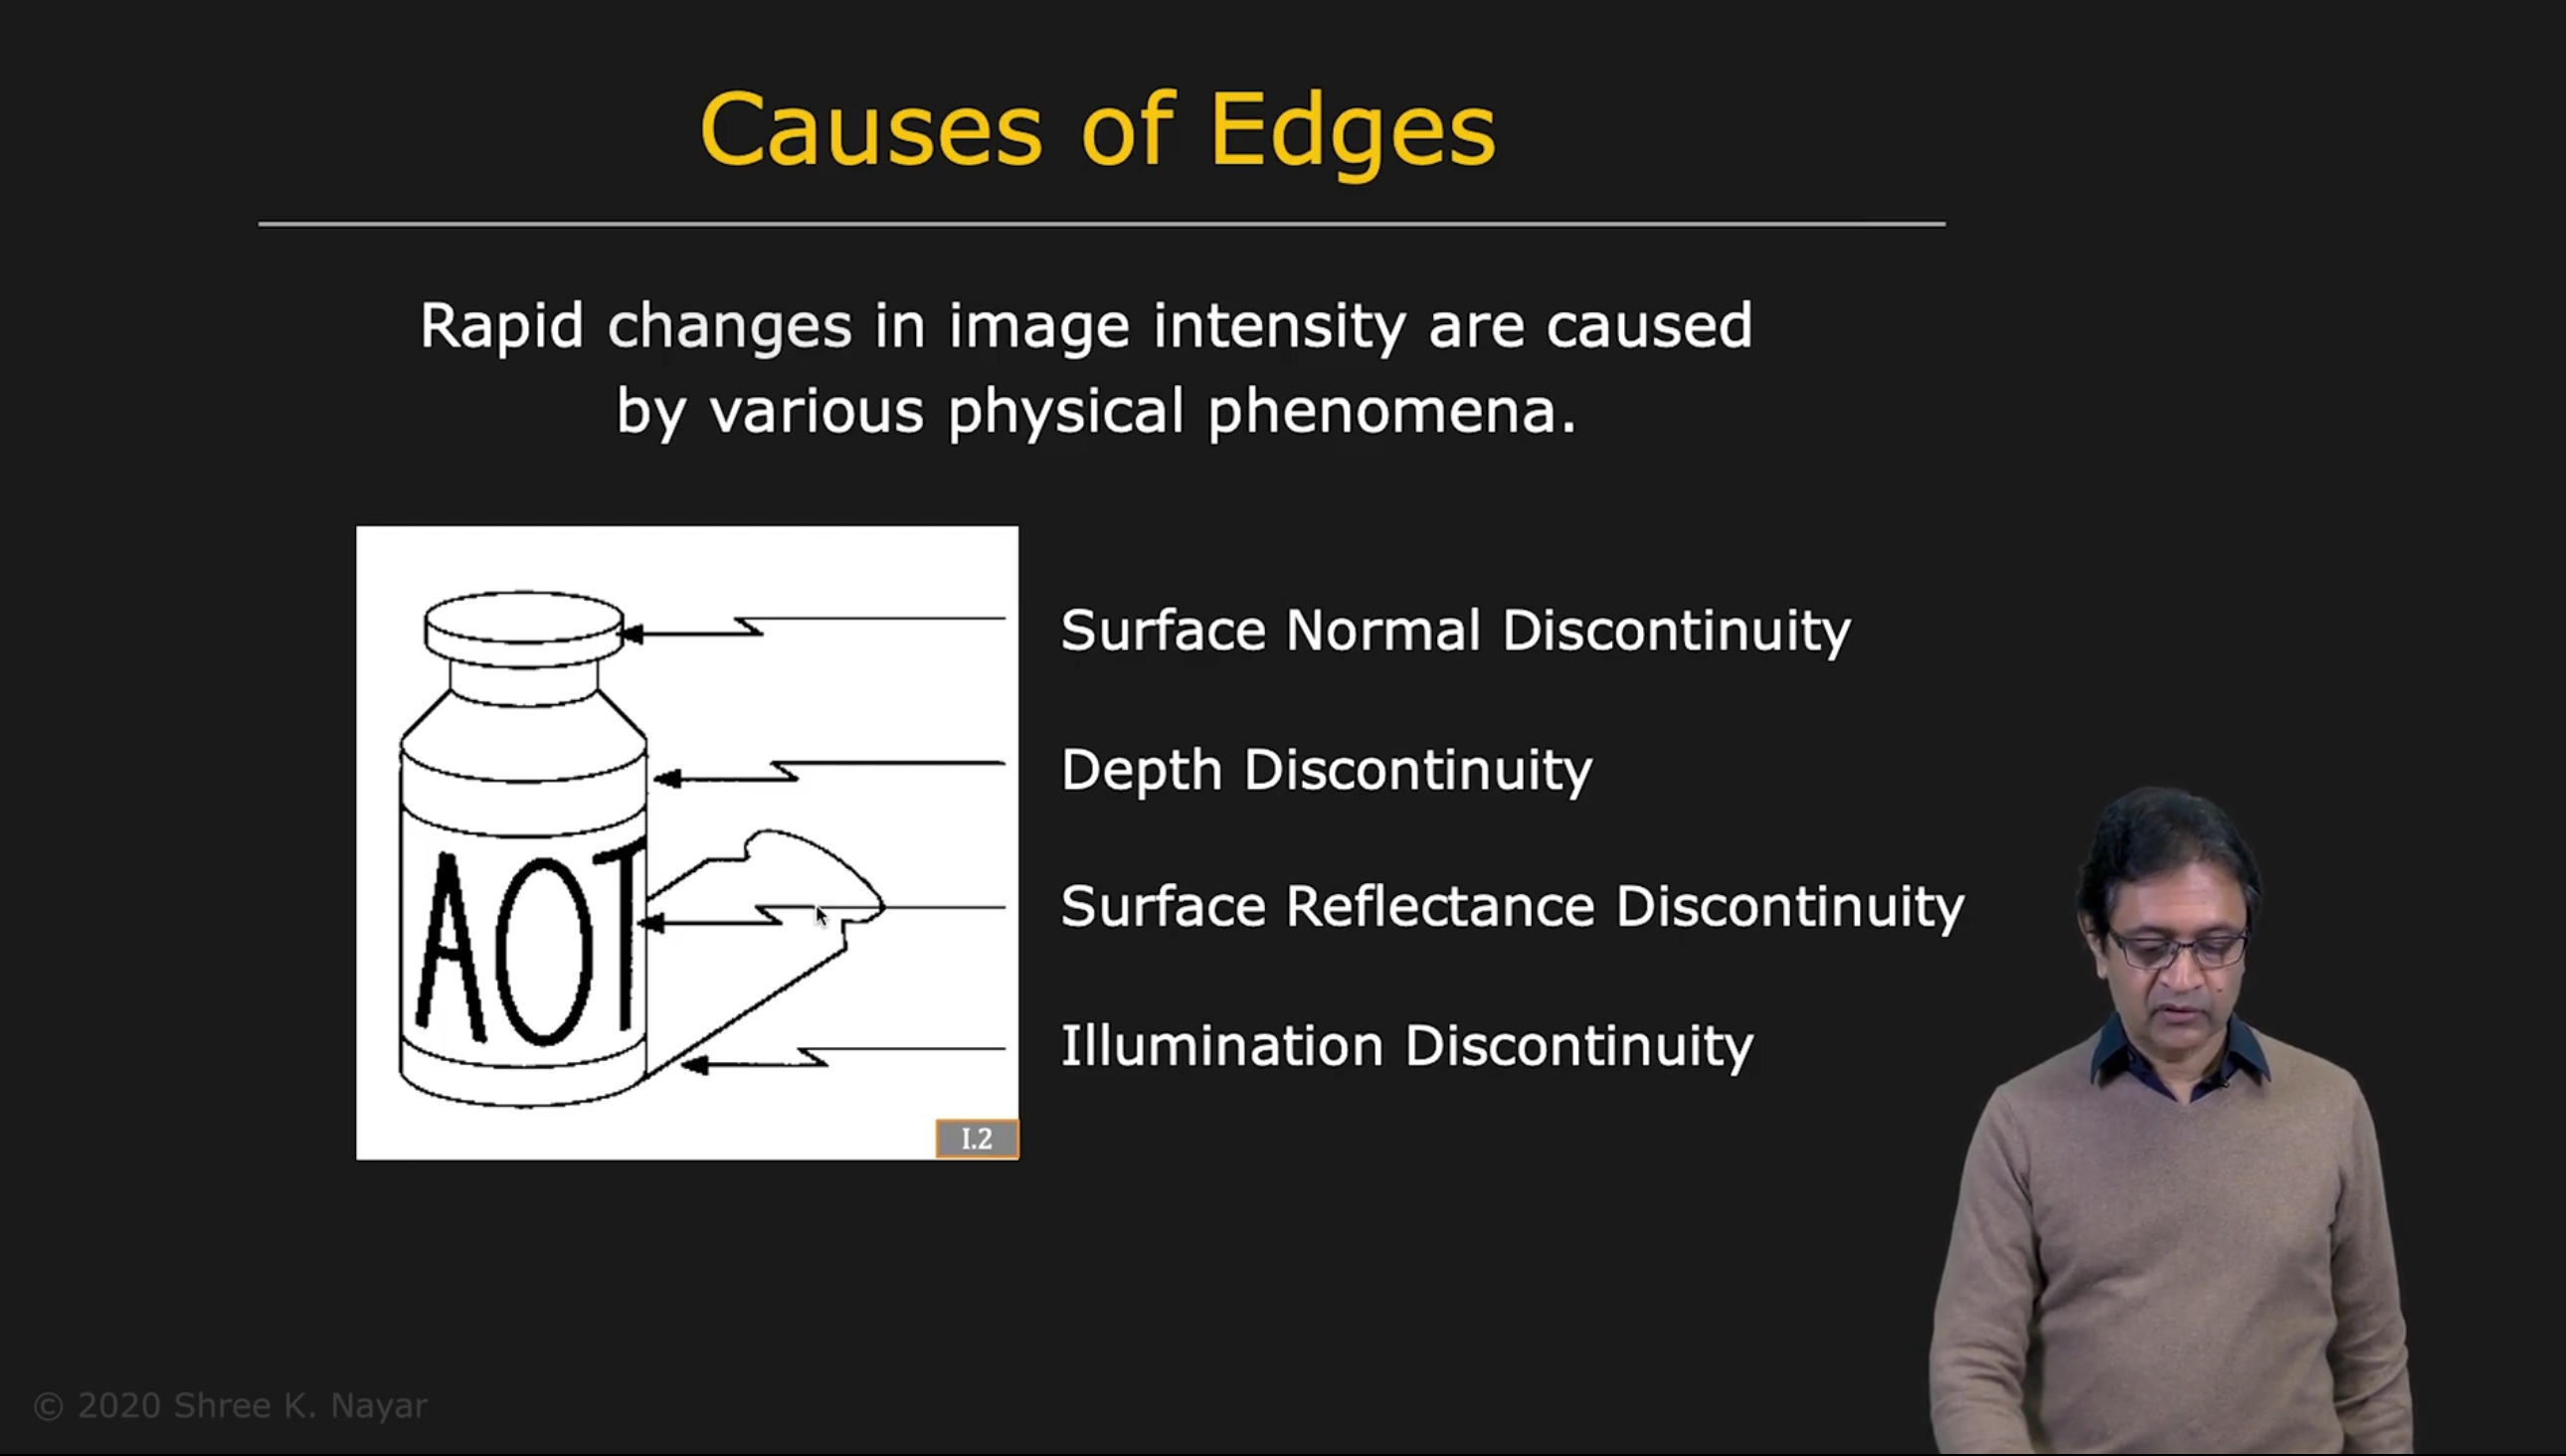 Causes of Edges
Rapid changes in image intensity are caused
by various physical phenomena.
Surface Normal Discontinuity
Depth Discontinuity
Surface Reflectance Discontinuity
AOT
Illumination Discontinuity
I.2
© 2020 Shree K. Nayar